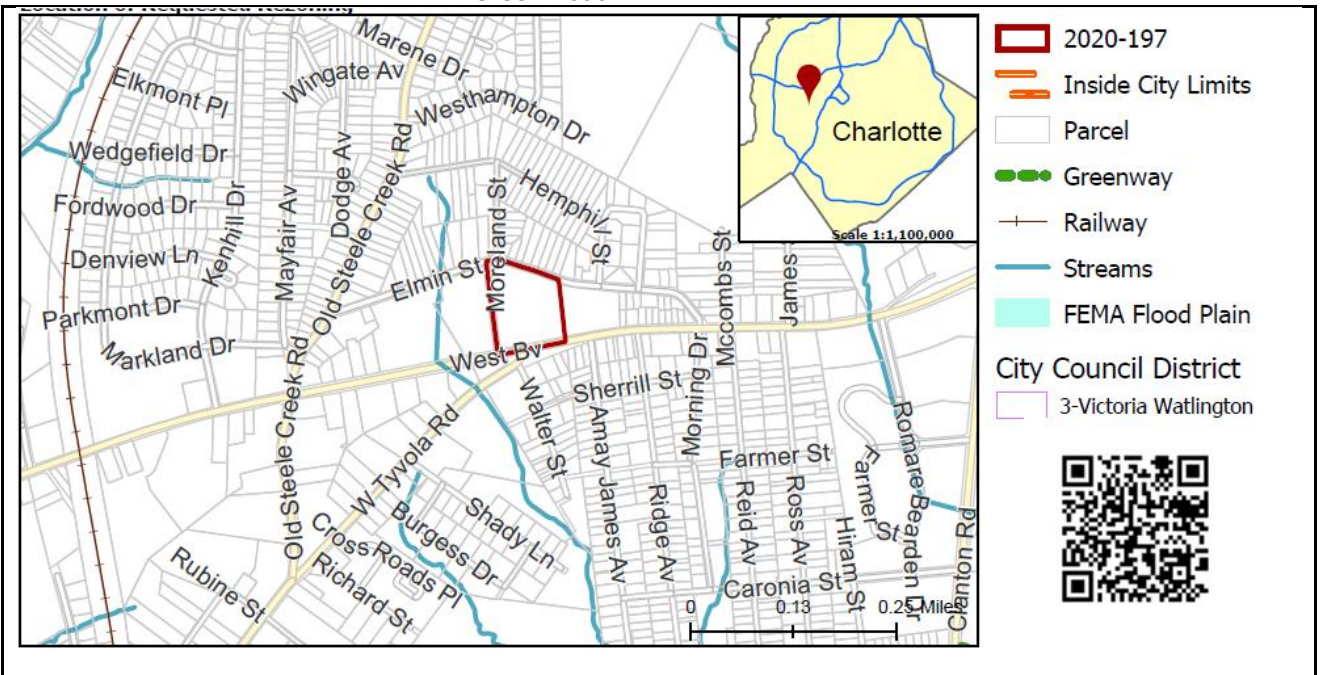 Location of Requested Rezoning
Marene Dr
Wingate Av
Elkmont Pl
Westhampton Dr
Wedgefield Dr
Dodge Av
Old Steele Creek Rd
Moreland St
Hemphill St
Fordwood Dr
Kenhill Dr
Mayfair Av
Denview Ln
Elmin St
Parkmont Dr
Markland Dr
West Bv
Mccombs St
James
Morning Dr
Sherrill St
Walter St
Amay James Av
Old Steele Creek Rd
W Tyvola Rd
Farmer St
Farmer St
Romare Bearden Dr
Shady Ln
Burgess Dr
Ridge Av
Reid Av
Ross Av
Hiram St
Cross Roads Pl
Richard St
Rubine St
Caronia St
Clanton Rd
0 0.13 0.25 Miles
Charlotte
Scale 1:1,100,000
2020-197
Inside City Limits
Parcel
Greenway
Railway
Streams
FEMA Flood Plain
City Council District
3-Victoria Watlington